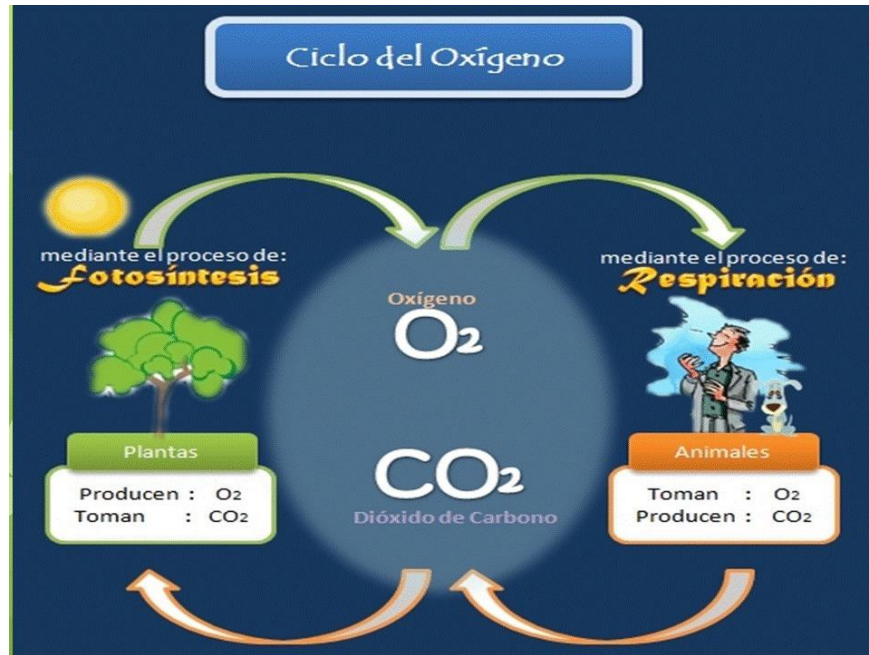 Ciclo del Oxígeno
mediante el proceso de:
Fotosíntesis
mediante el proceso de:
Respiración
Oxígeno
O2
CO2
Dióxido de Carbono
Plantas
Producen : O2
Toman : CO2
Animales
Toman : O2
Producen : CO2